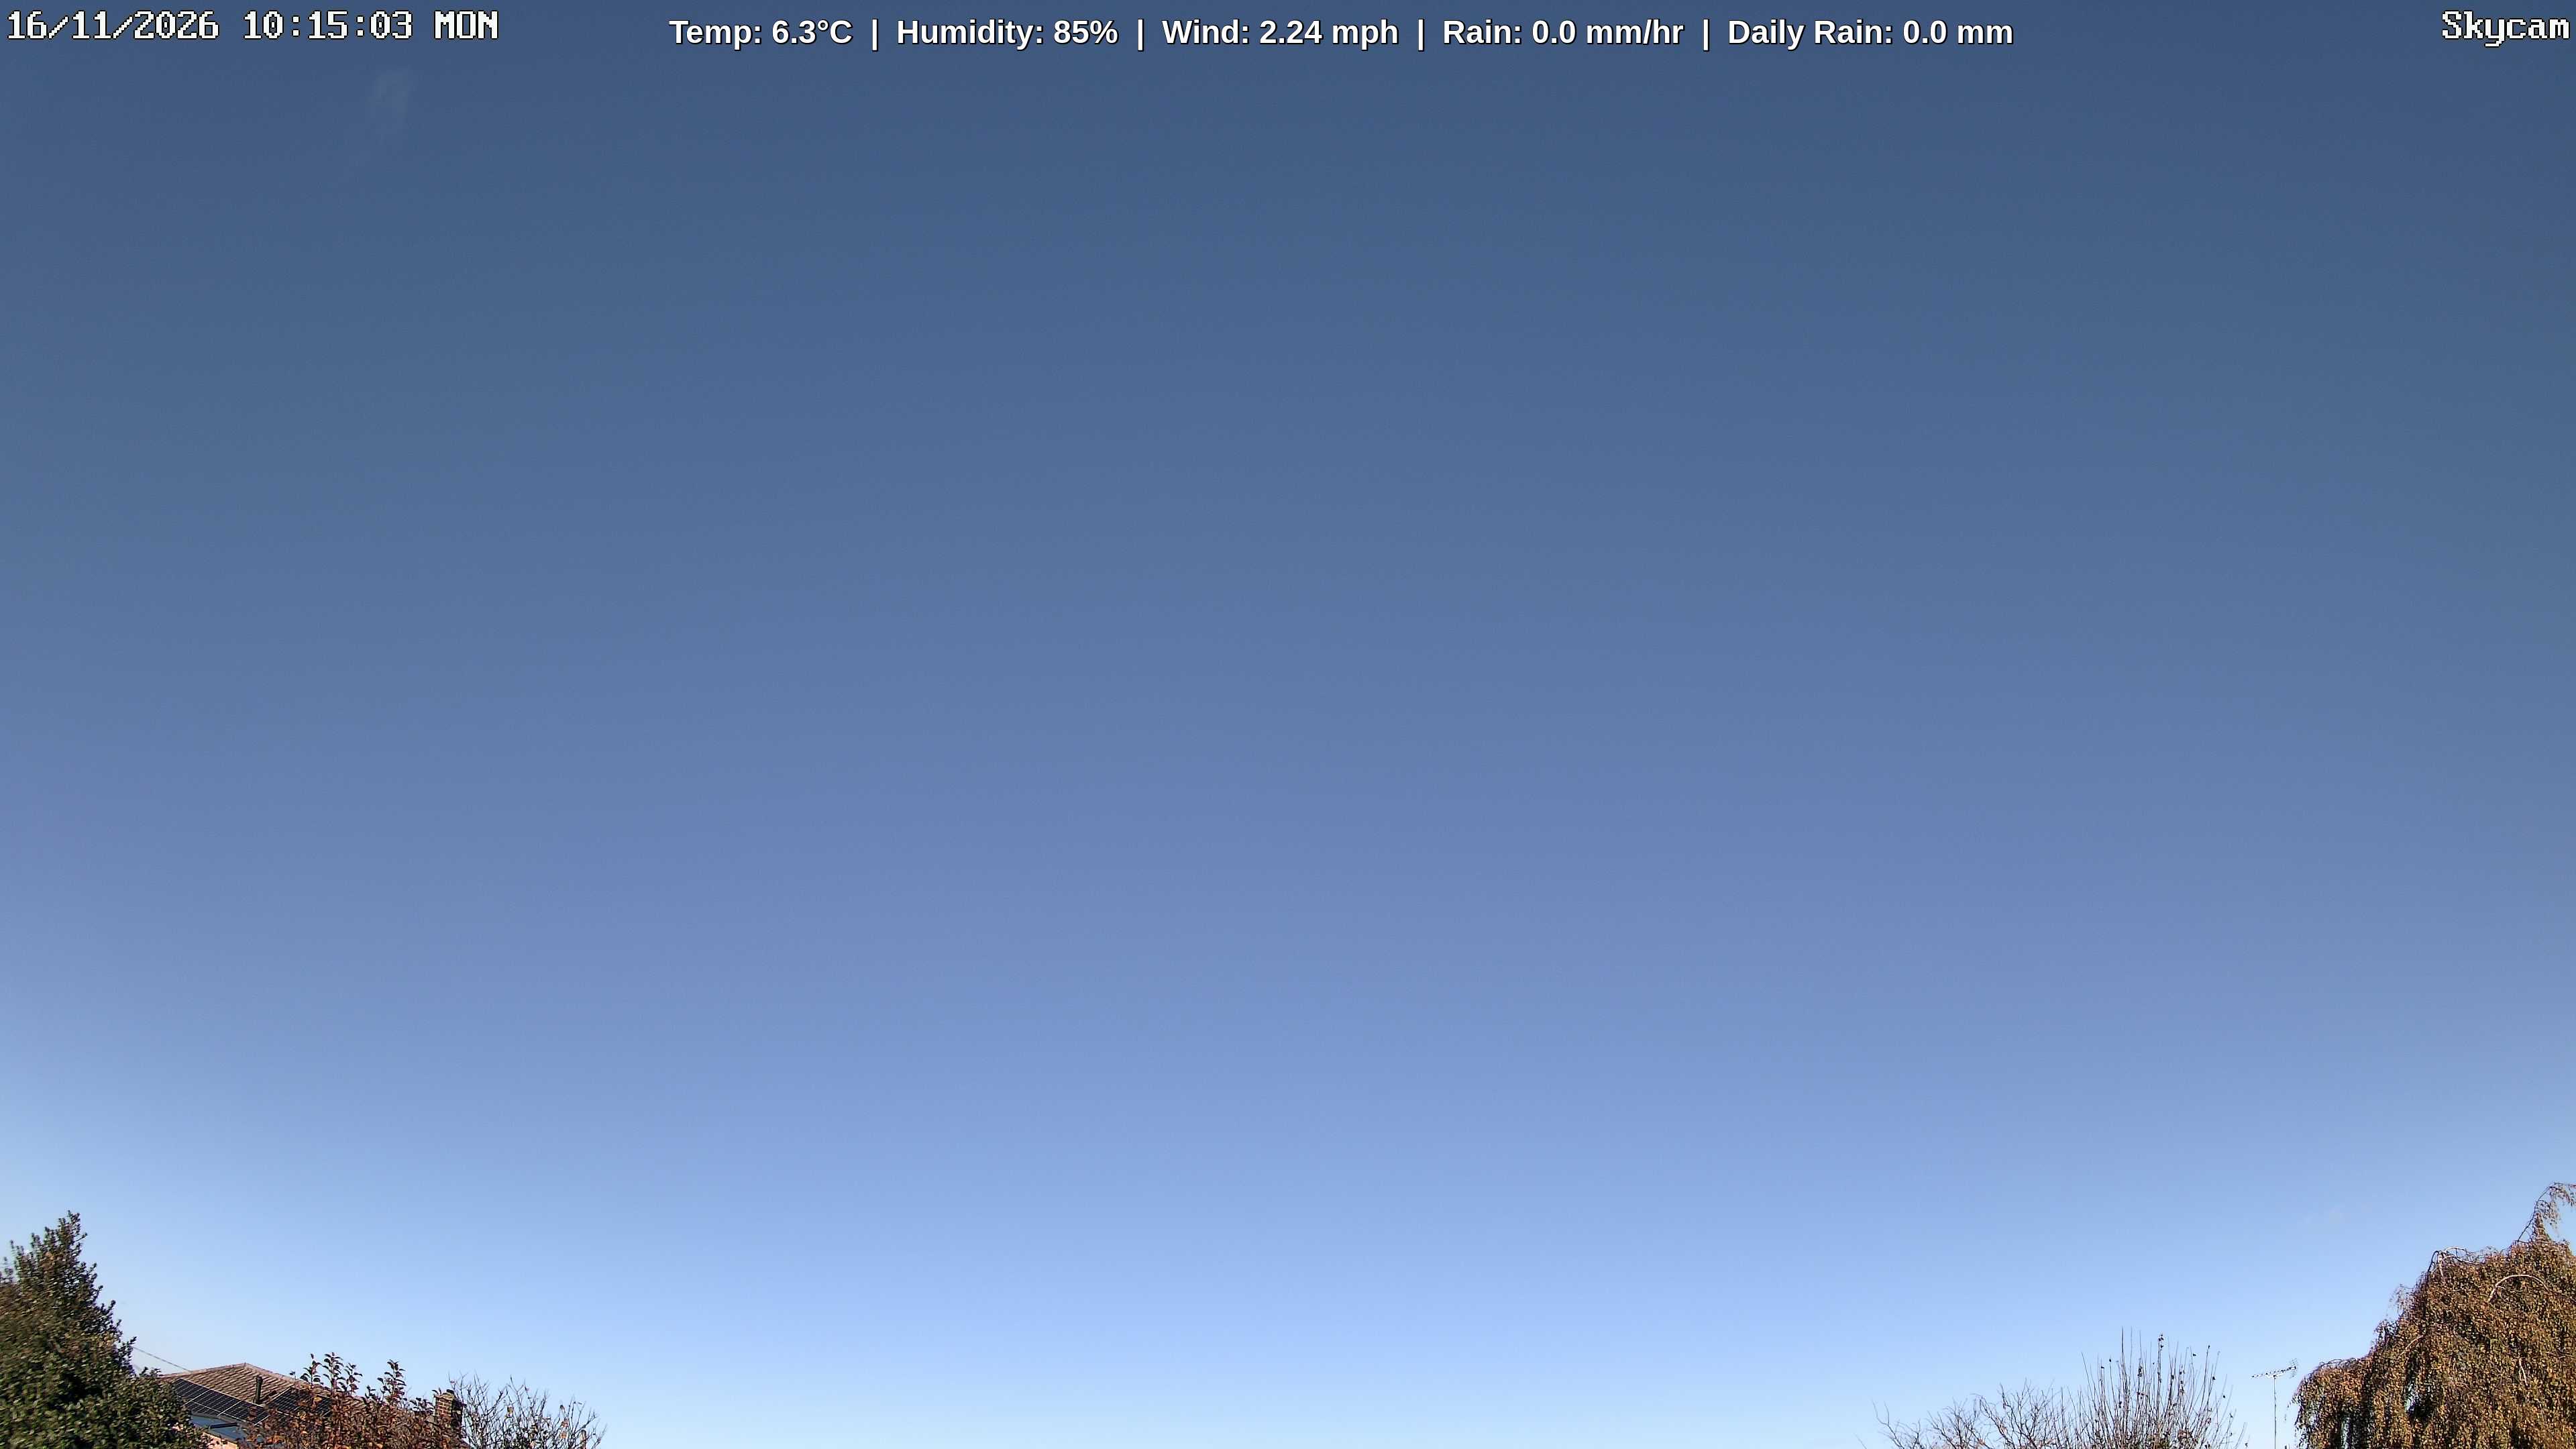 16/11/2026 10:15:03 MON
Temp: 6.3°C | Humidity: 85% | Wind: 2.24 mph | Rain: 0.0 mm/hr | Daily Rain: 0.0 mm
Skycam